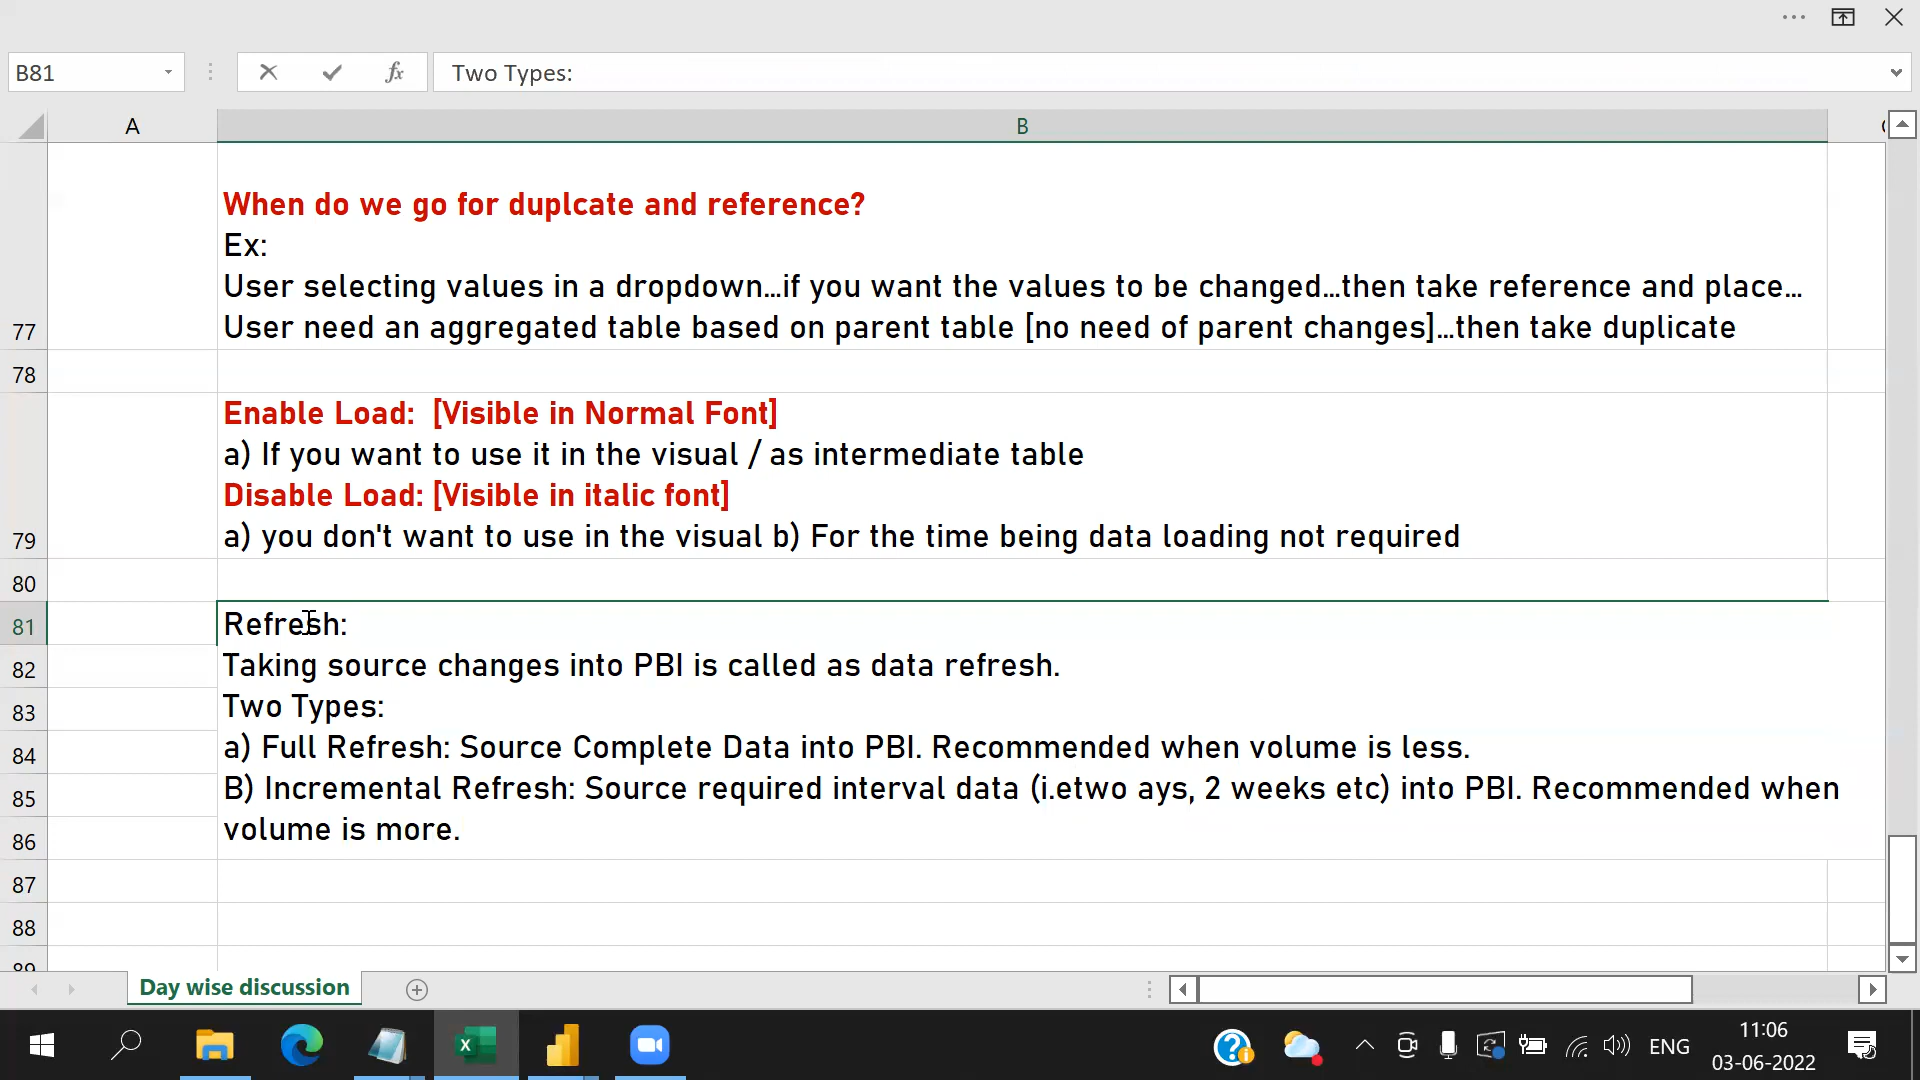 B81
fx
Two Types:
A
B
When do we go for duplcate and reference?
Ex:
User selecting values in a dropdown...if you want the values to be changed...then take reference and place...
77
User need an aggregated table based on parent table [no need of parent changes]...then take duplicate
78
Enable Load:  [Visible in Normal Font]
a) If you want to use it in the visual / as intermediate table
Disable Load: [Visible in italic font]
79
a) you don't want to use in the visual b) For the time being data loading not required
80
81
Refresh:
82
Taking source changes into PBI is called as data refresh.
83
Two Types:
84
a) Full Refresh: Source Complete Data into PBI. Recommended when volume is less.
85
B) Incremental Refresh: Source required interval data (i.etwo ays, 2 weeks etc) into PBI. Recommended when
86
volume is more.
87
88
89
Day wise discussion
ENG
11:06
03-06-2022